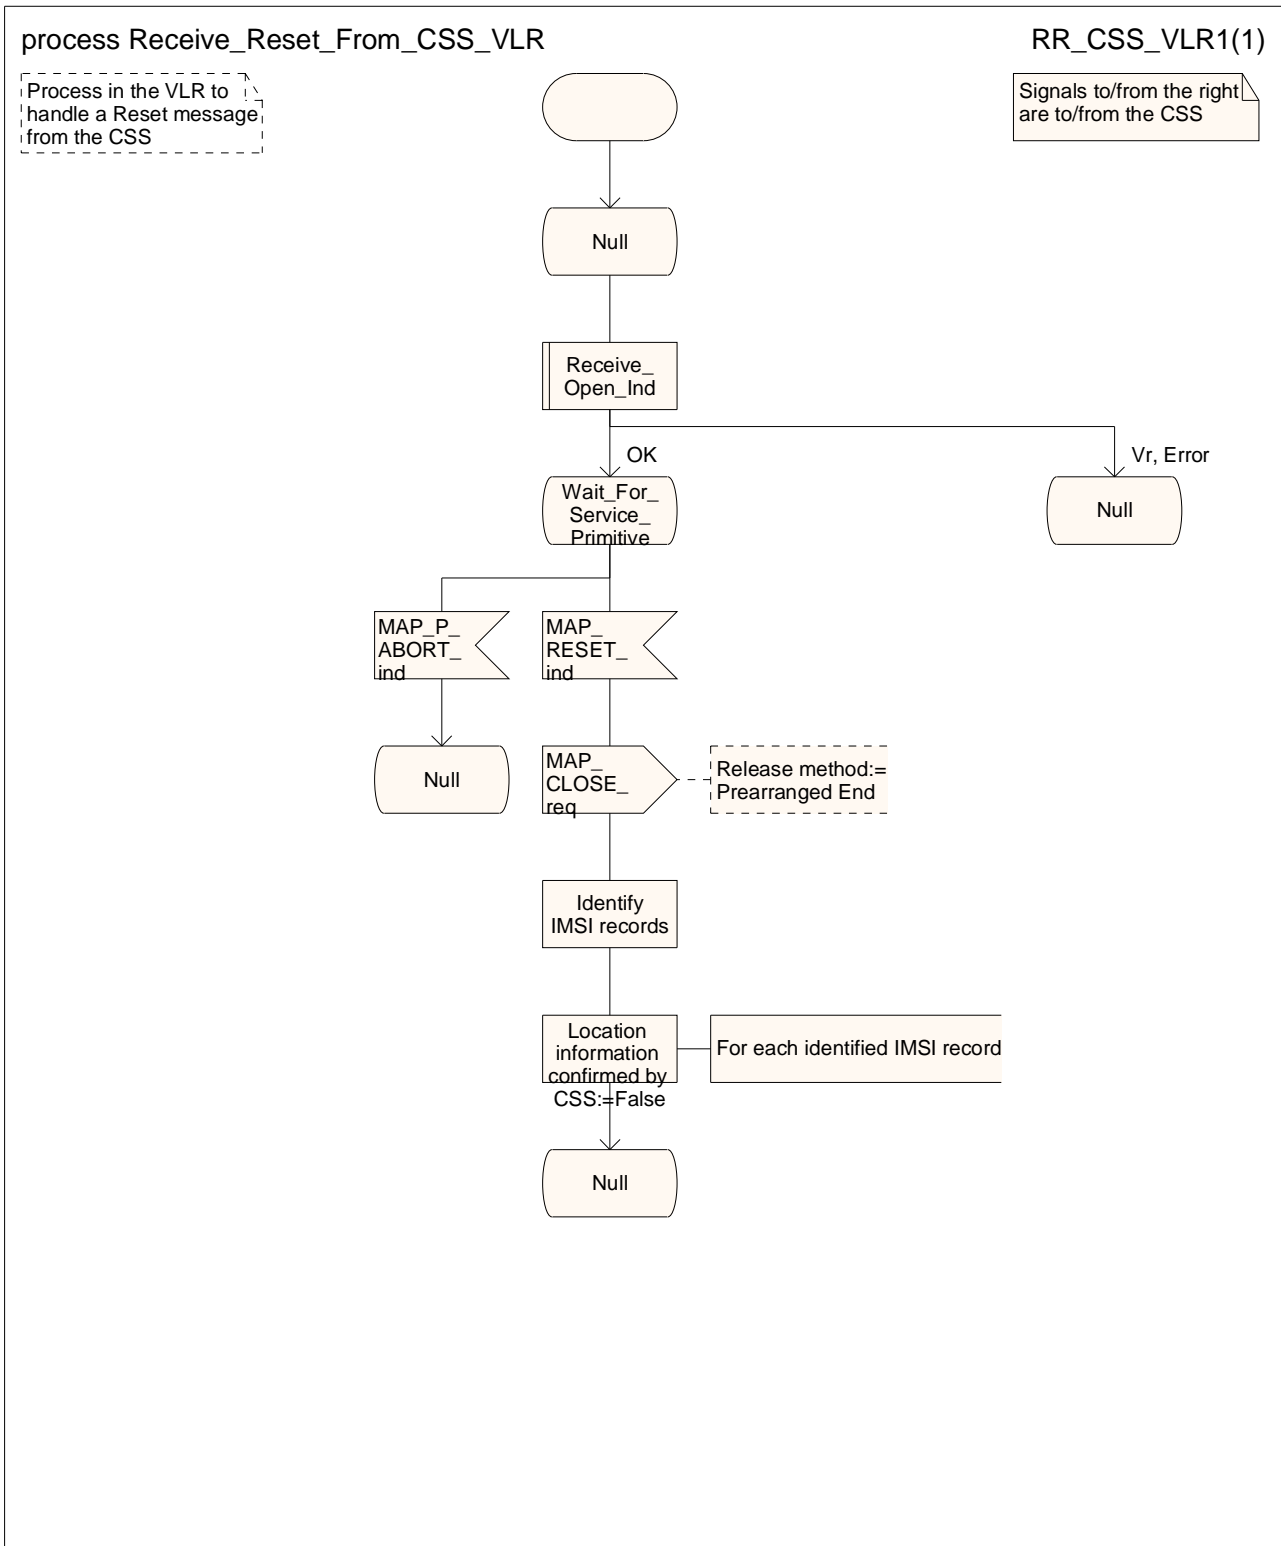 process Receive_Reset_From_CSS_VLR
RR_CSS_VLR1(1)
Process in the VLR to
handle a Reset message
from the CSS
Signals to/from the right
are to/from the CSS
Null
Receive_
Open_Ind
OK
Vr, Error
Wait_For_
Service_
Primitive
Null
MAP_P_
ABORT_
ind
MAP_
RESET_
ind
Null
MAP_
CLOSE_
req
Release method:=
Prearranged End
Identify
IMSI records
Location
information
confirmed by
CSS:=False
For each identified IMSI record
Null